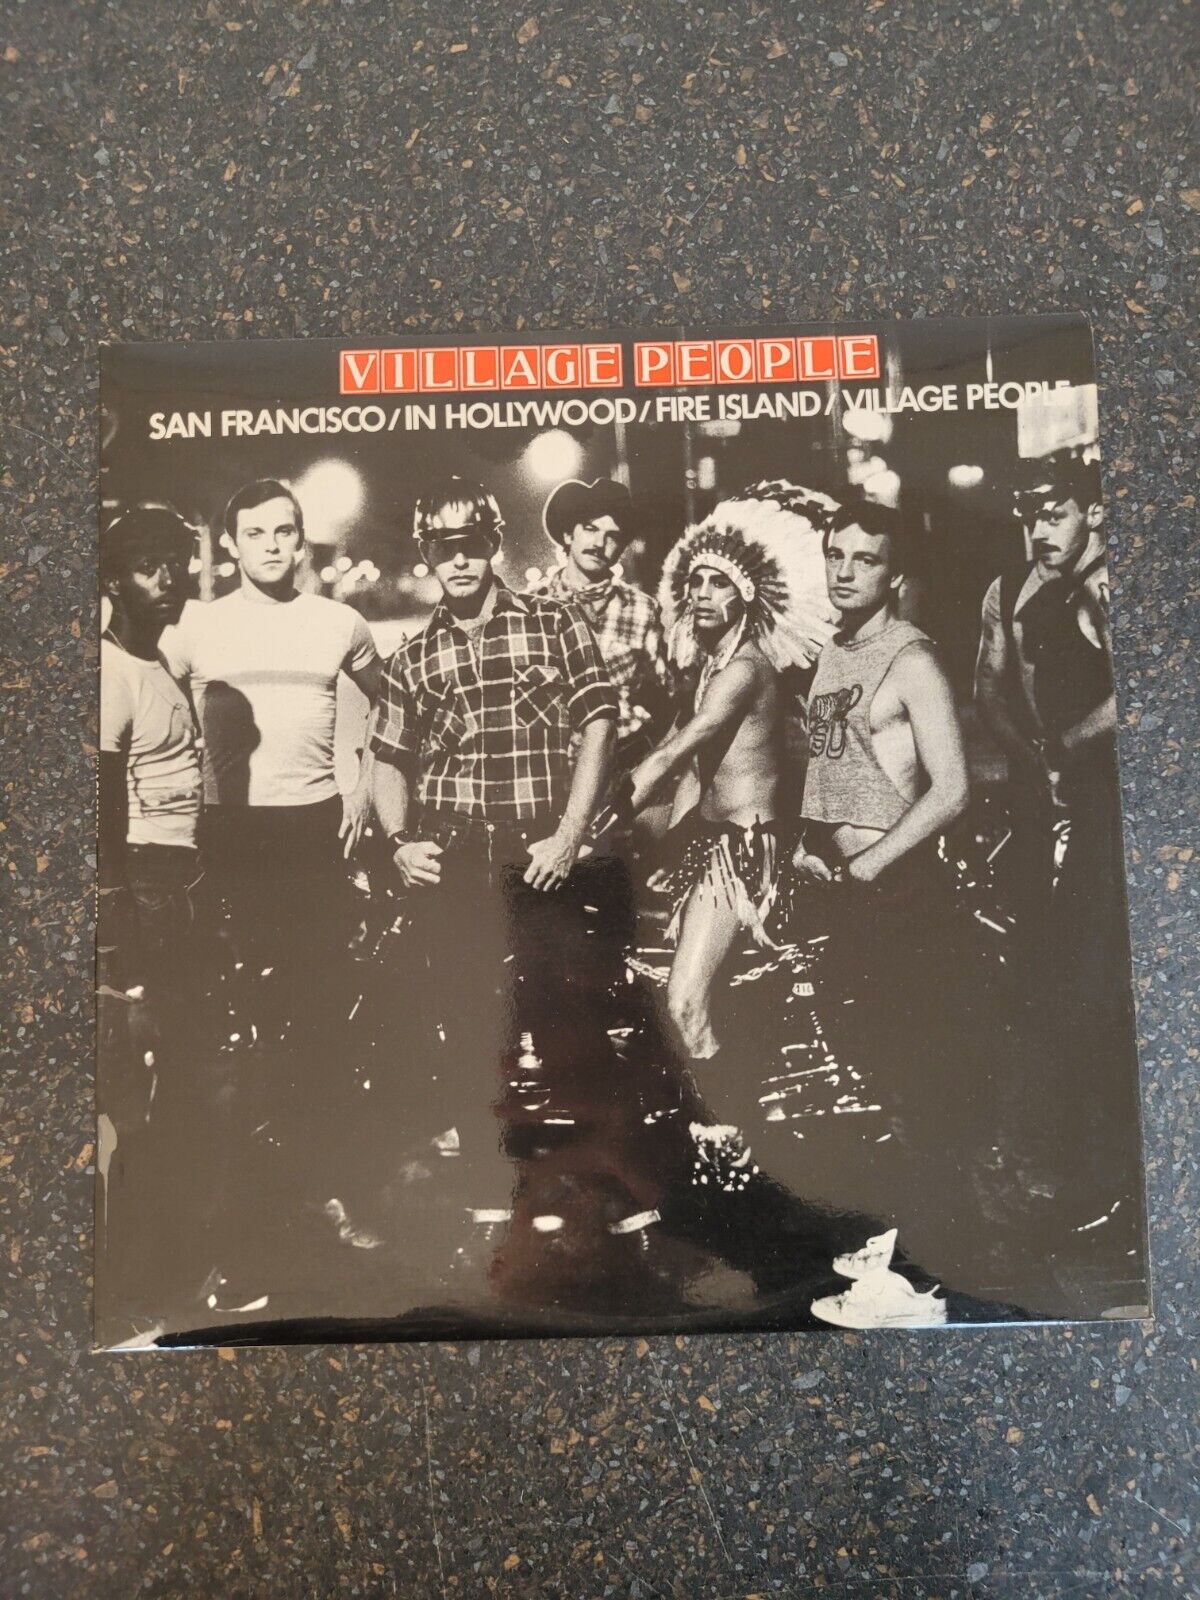 VILLAGE PEOPLE
SAN FRANCISCO/IN HOLLYWOOD/FIRE ISLAND/VILLAGE PEOPLE